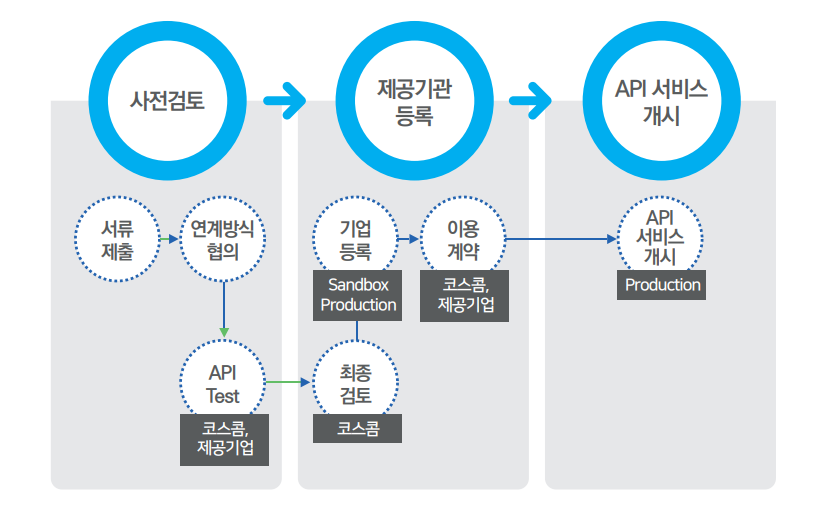 사전검토
제공기관
등록
API 서비스
개시
서류
제출
연계방식
협의
API
Test
코스콤,
제공기업
기업
등록
Sandbox
Production
이용
계약
코스콤,
제공기업
최종
검토
코스콤
API
서비스
개시
Production